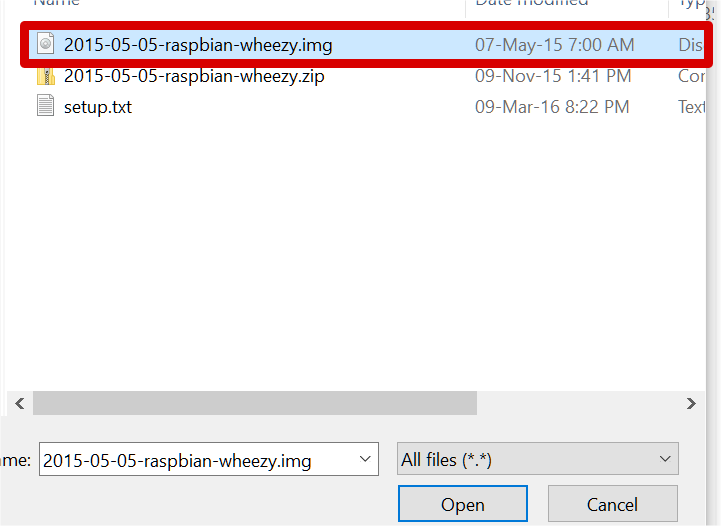 Name Date modified Typ
2015-05-05-raspbian-wheezy.img 07-May-15 7:00 AM Dis
2015-05-05-raspbian-wheezy.zip 09-Nov-15 1:41 PM Cor
setup.txt 09-Mar-16 8:22 PM Text
ame: 2015-05-05-raspbian-wheezy.img All files (*.*)
Open Cancel